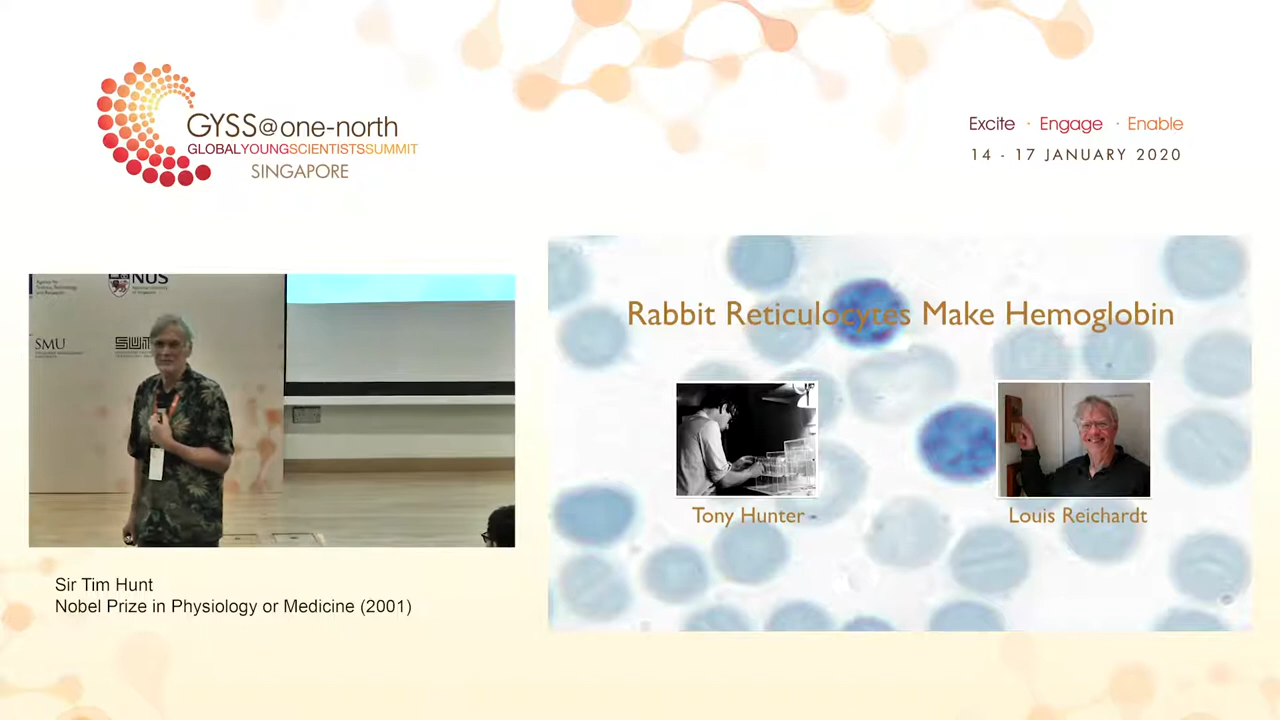 GYSS@one-north
GLOBALYOUNGSCIENTISTSSUMMIT
SINGAPORE
Excite · Engage · Enable
14 - 17 JANUARY 2020
NUS
SMU
Rabbit Reticulocytes Make Hemoglobin
Tony Hunter
Louis Reichardt
Sir Tim Hunt
Nobel Prize in Physiology or Medicine (2001)